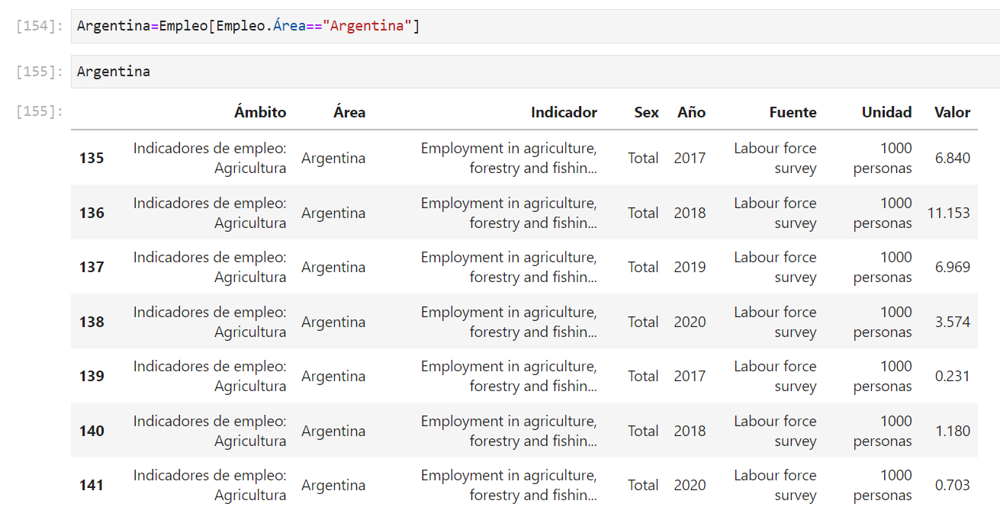 [154]: Argentina=Empleo[Empleo.Área=="Argentina"]
[155]: Argentina
[155]: Ámbito Área Indicador Sex Año Fuente Unidad Valor
135 Indicadores de empleo: Agricultura Argentina Employment in agriculture, forestry and fishin... Total 2017 Labour force survey 1000 personas 6.840
136 Indicadores de empleo: Agricultura Argentina Employment in agriculture, forestry and fishin... Total 2018 Labour force survey 1000 personas 11.153
137 Indicadores de empleo: Agricultura Argentina Employment in agriculture, forestry and fishin... Total 2019 Labour force survey 1000 personas 6.969
138 Indicadores de empleo: Agricultura Argentina Employment in agriculture, forestry and fishin... Total 2020 Labour force survey 1000 personas 3.574
139 Indicadores de empleo: Agricultura Argentina Employment in agriculture, forestry and fishin... Total 2017 Labour force survey 1000 personas 0.231
140 Indicadores de empleo: Agricultura Argentina Employment in agriculture, forestry and fishin... Total 2018 Labour force survey 1000 personas 1.180
141 Indicadores de empleo: Agricultura Argentina Employment in agriculture, forestry and fishin... Total 2020 Labour force survey 1000 personas 0.703